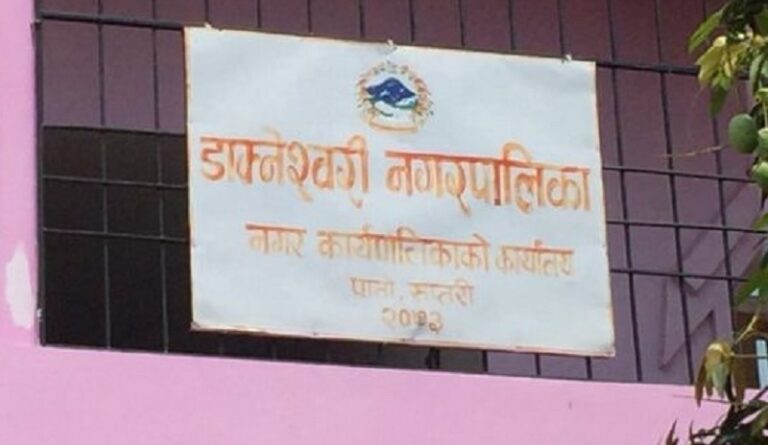 डाक्नेश्वरी नगरपालिका
नगर कार्यपालिकाको कार्यालय
पातो, सप्तरी
२०७३